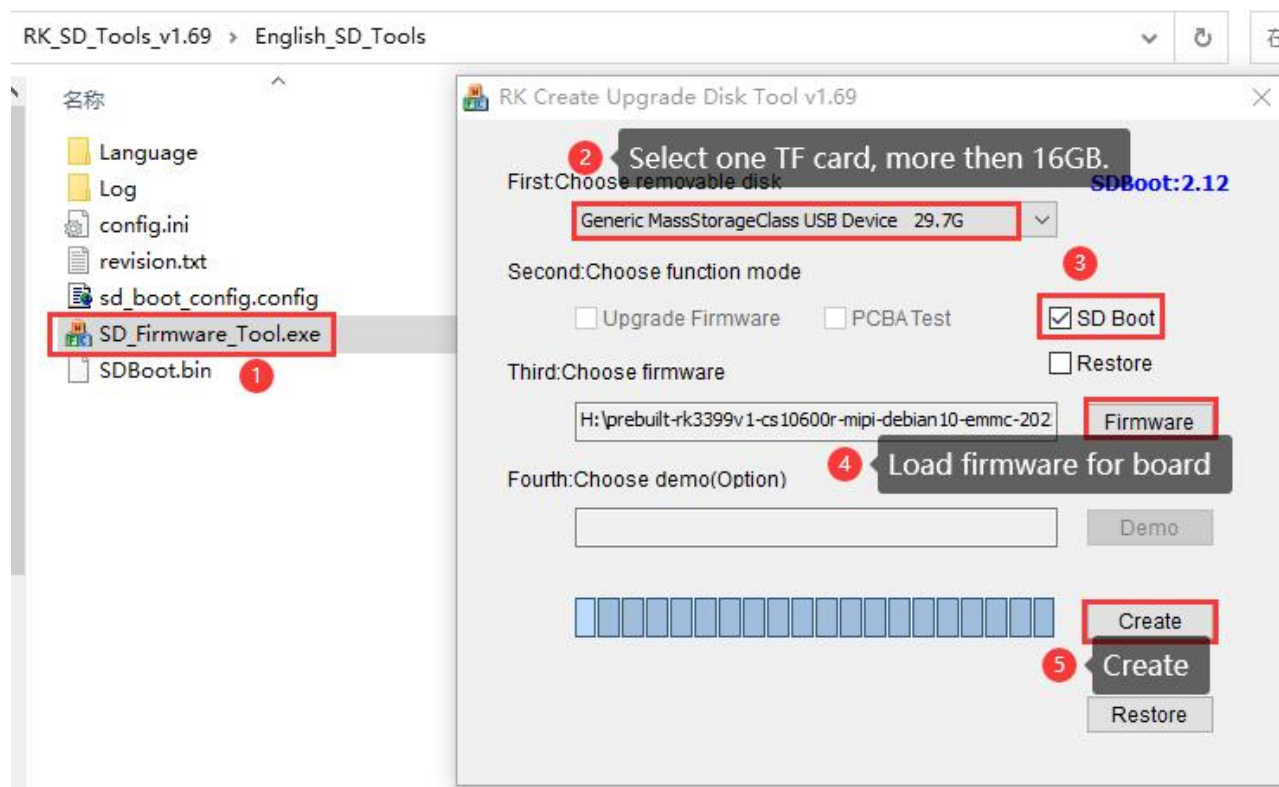 RK_SD_Tools_v1.69 › English_SD_Tools
在
名称
Language
Log
config.ini
revision.txt
sd_boot_config.config
SD_Firmware_Tool.exe
SDBoot.bin
1
RK Create Upgrade Disk Tool v1.69
2 Select one TF card, more then 16GB.
First:Choose removable disk
SDBoot:2.12
Generic MassStorageClass USB Device 29.7G
3
Second:Choose function mode
Upgrade Firmware PCBA Test SD Boot
Restore
Third:Choose firmware
H:\prebuilt-rk3399v1-cs10600r-mipi-debian10-emmc-202 Firmware
4 Load firmware for board
Fourth:Choose demo(Option)
Demo
Create
5 Create
Restore